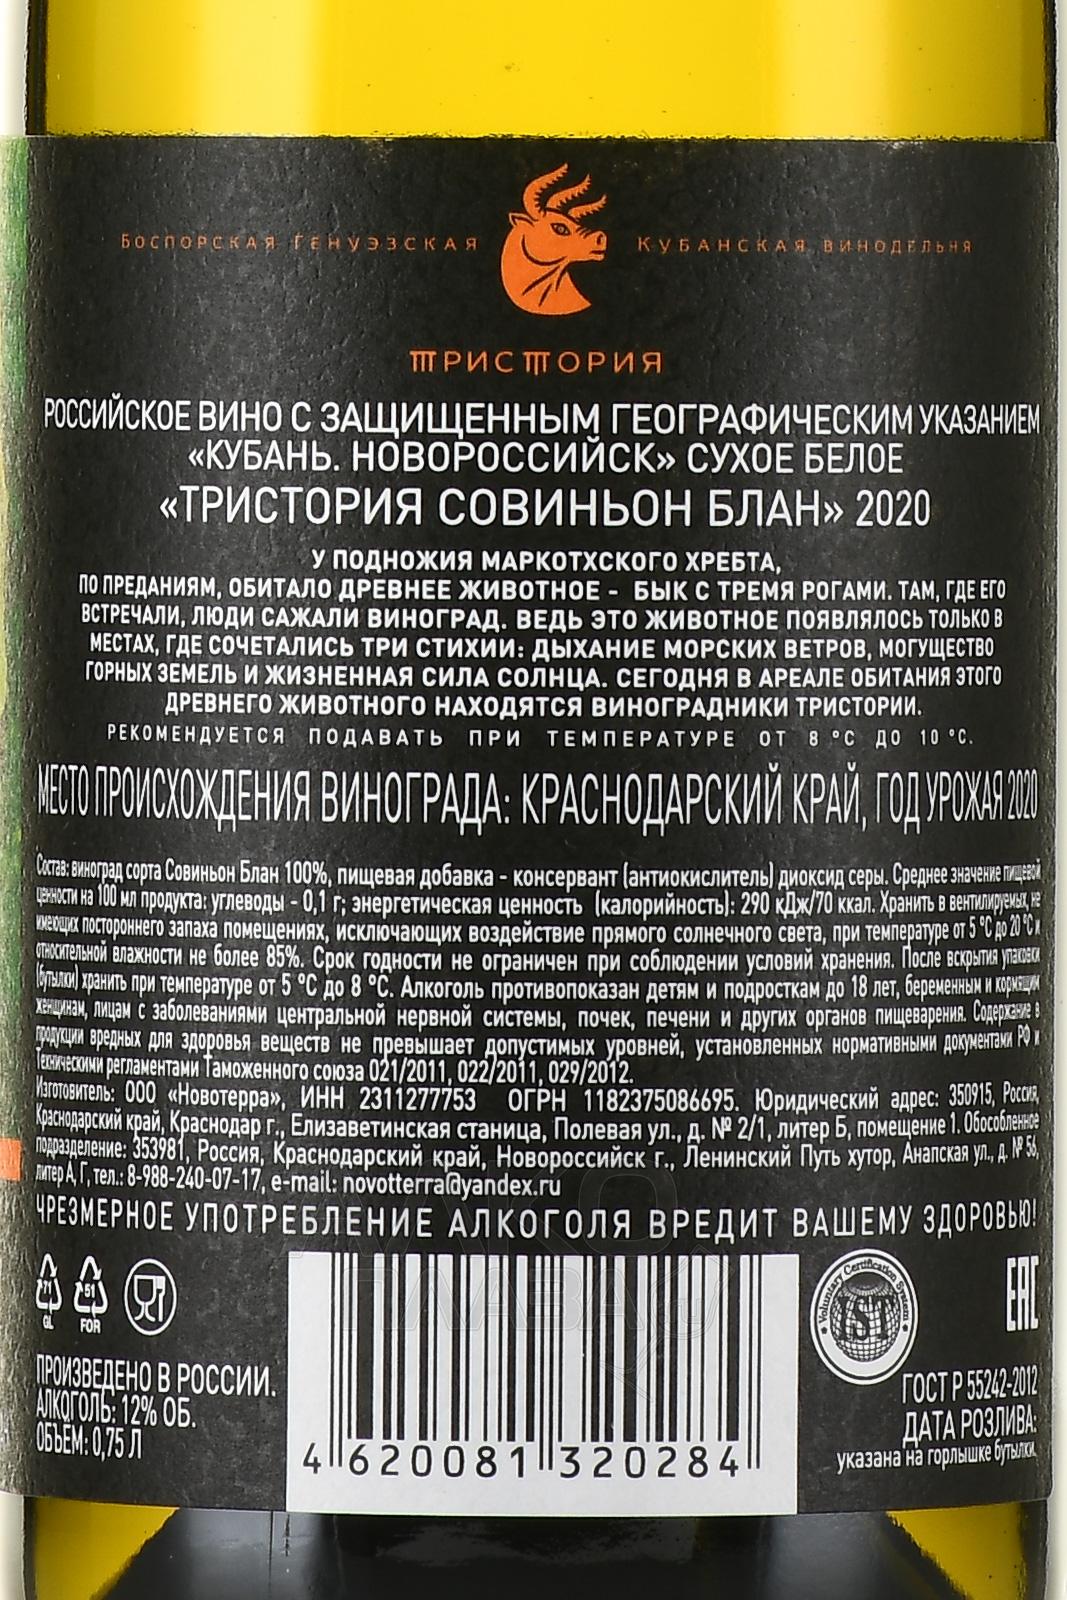 Боспорская Генуэзская Кубанская винодельня
ТРИСТОРИЯ
РОССИЙСКОЕ ВИНО С ЗАЩИЩЕННЫМ ГЕОГРАФИЧЕСКИМ УКАЗАНИЕМ
«КУБАНЬ. НОВОРОССИЙСК» СУХОЕ БЕЛОЕ
«ТРИСТОРИЯ СОВИНЬОН БЛАН» 2020
У ПОДНОЖИЯ МАРКОТХСКОГО ХРЕБТА,
ПО ПРЕДАНИЯМ, ОБИТАЛО ДРЕВНЕЕ ЖИВОТНОЕ - БЫК С ТРЕМЯ РОГАМИ. ТАМ, ГДЕ ЕГО
ВСТРЕЧАЛИ, ЛЮДИ САЖАЛИ ВИНОГРАД. ВЕДЬ ЭТО ЖИВОТНОЕ ПОЯВЛЯЛОСЬ ТОЛЬКО В
МЕСТАХ, ГДЕ СОЧЕТАЛИСЬ ТРИ СТИХИИ: ДЫХАНИЕ МОРСКИХ ВЕТРОВ, МОГУЩЕСТВО
ГОРНЫХ ЗЕМЕЛЬ И ЖИЗНЕННАЯ СИЛА СОЛНЦА. СЕГОДНЯ В АРЕАЛЕ ОБИТАНИЯ ЭТОГО
ДРЕВНЕГО ЖИВОТНОГО НАХОДЯТСЯ ВИНОГРАДНИКИ ТРИСТОРИИ.
РЕКОМЕНДУЕТСЯ ПОДАВАТЬ ПРИ ТЕМПЕРАТУРЕ ОТ 8 °С ДО 10 °С.
МЕСТО ПРОИСХОЖДЕНИЯ ВИНОГРАДА: КРАСНОДАРСКИЙ КРАЙ, ГОД УРОЖАЯ 2020
Состав: виноград сорта Совиньон Блан 100%, пищевая добавка - консервант (антиокислитель) диоксид серы. Среднее значение пищевой
ценности на 100 мл продукта: углеводы - 0,1 г; энергетическая ценность (калорийность): 290 кДж/70 ккал. Хранить в вентилируемых, не
имеющих постороннего запаха помещениях, исключающих воздействие прямого солнечного света, при температуре от 5 °С до 20 °С и
относительной влажности не более 85%. Срок годности не ограничен при соблюдении условий хранения. После вскрытия упаковки
(бутылки) хранить при температуре от 5 °С до 8 °С. Алкоголь противопоказан детям и подросткам до 18 лет, беременным и кормящим
женщинам, лицам с заболеваниями центральной нервной системы, почек, печени и других органов пищеварения. Содержание в
продукции вредных для здоровья веществ не превышает допустимых уровней, установленных нормативными документами РФ и
Техническими регламентами Таможенного союза 021/2011, 022/2011, 029/2012.
Изготовитель: ООО «Новотерра», ИНН 2311277753 ОГРН 1182375086695. Юридический адрес: 350915, Россия,
Краснодарский край, Краснодар г., Елизаветинская станица, Полевая ул., д. № 2/1, литер Б, помещение 1. Обособленное
подразделение: 353981, Россия, Краснодарский край, Новороссийск г., Ленинский Путь хутор, Анапская ул., д. № 56,
литер А, Г, тел.: 8-988-240-07-17, e-mail: novotterra@yandex.ru
ЧРЕЗМЕРНОЕ УПОТРЕБЛЕНИЕ АЛКОГОЛЯ ВРЕДИТ ВАШЕМУ ЗДОРОВЬЮ!
71
GL
51
FOR
Voluntary Certification System
IST
ЕАС
ПРОИЗВЕДЕНО В РОССИИ.
АЛКОГОЛЬ: 12% ОБ.
ОБЪЁМ: 0,75 Л
4 620081 320284
ГОСТ Р 55242-2012
ДАТА РОЗЛИВА:
указана на горлышке бутылки.